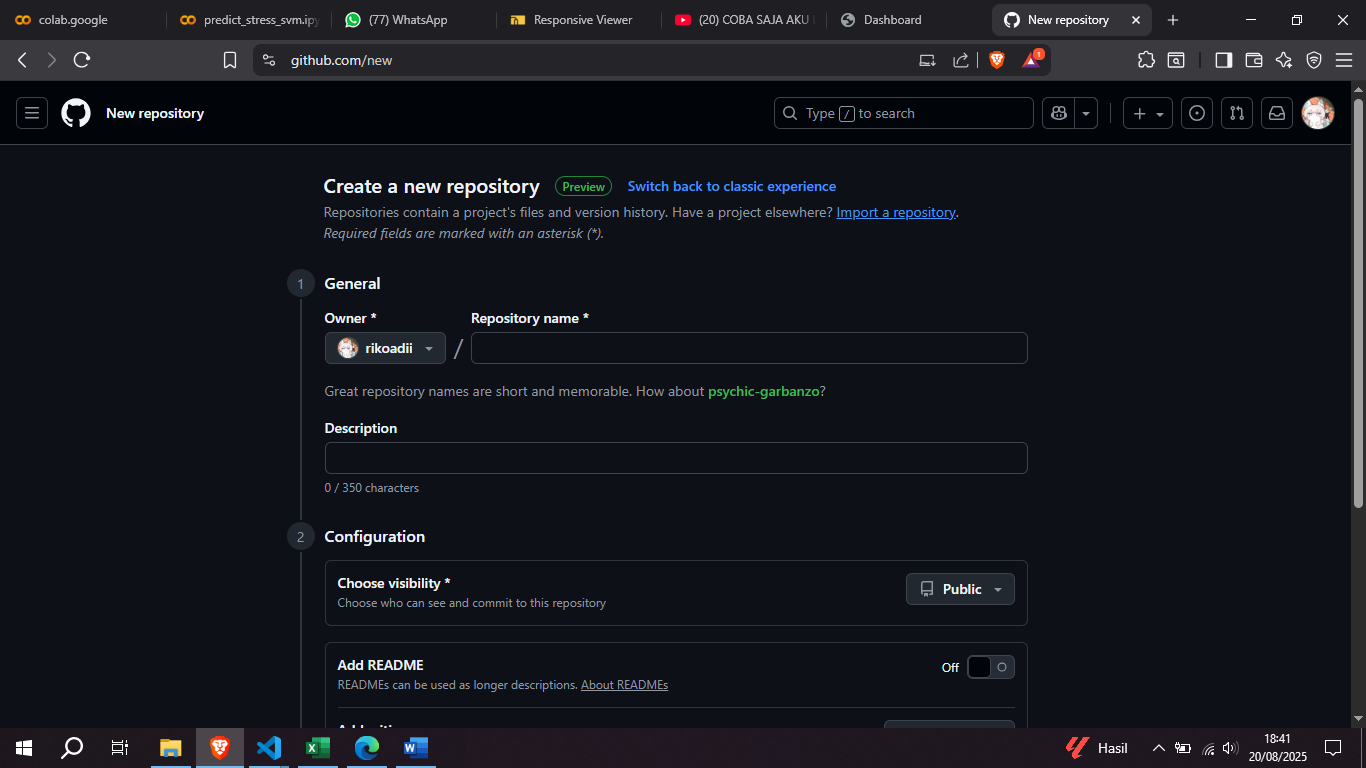 colab.google
predict_stress_svm.ipy
(77) WhatsApp
Responsive Viewer
(20) COBA SAJA AKU
Dashboard
New repository
github.com/new
1
New repository
Type / to search
Create a new repository Preview Switch back to classic experience
Repositories contain a project's files and version history. Have a project elsewhere? Import a repository.
Required fields are marked with an asterisk (*).
1 General
Owner * Repository name *
rikoadii /
Great repository names are short and memorable. How about psychic-garbanzo?
Description
0 / 350 characters
2 Configuration
Choose visibility *
Choose who can see and commit to this repository
Public
Add README
READMEs can be used as longer descriptions. About READMEs
Off
Hasil
18:41
20/08/2025